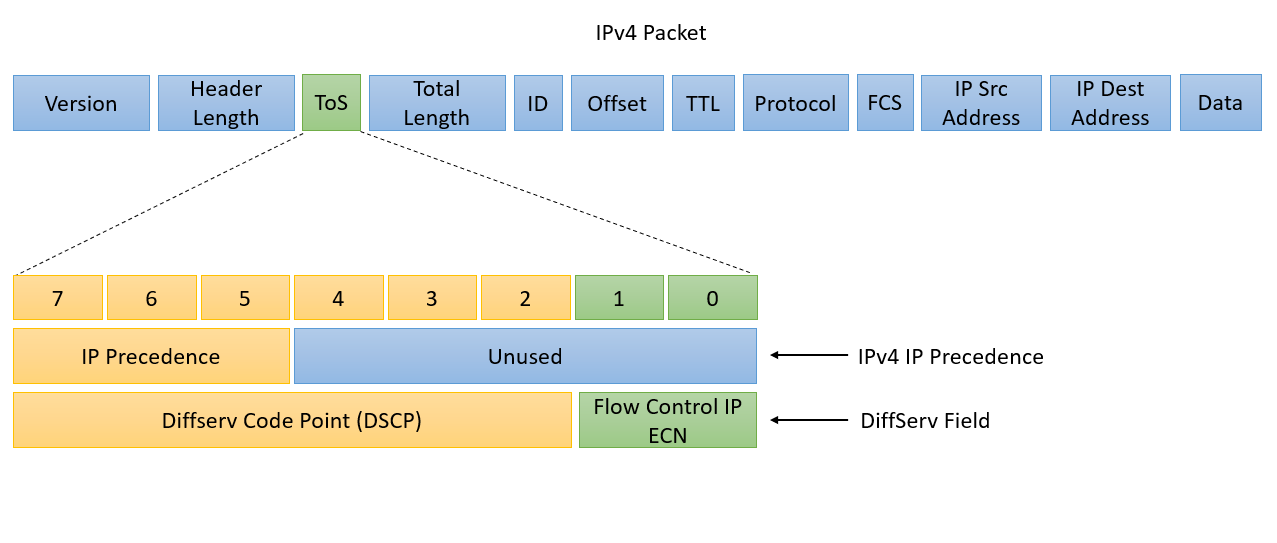 IPv4 Packet
Version
Header
Length
ToS
Total
Length
ID
Offset
TTL
Protocol
FCS
IP Src
Address
IP Dest
Address
Data
7
6
5
4
3
2
1
0
IP Precedence
Unused
IPv4 IP Precedence
Diffserv Code Point (DSCP)
Flow Control IP
ECN
DiffServ Field